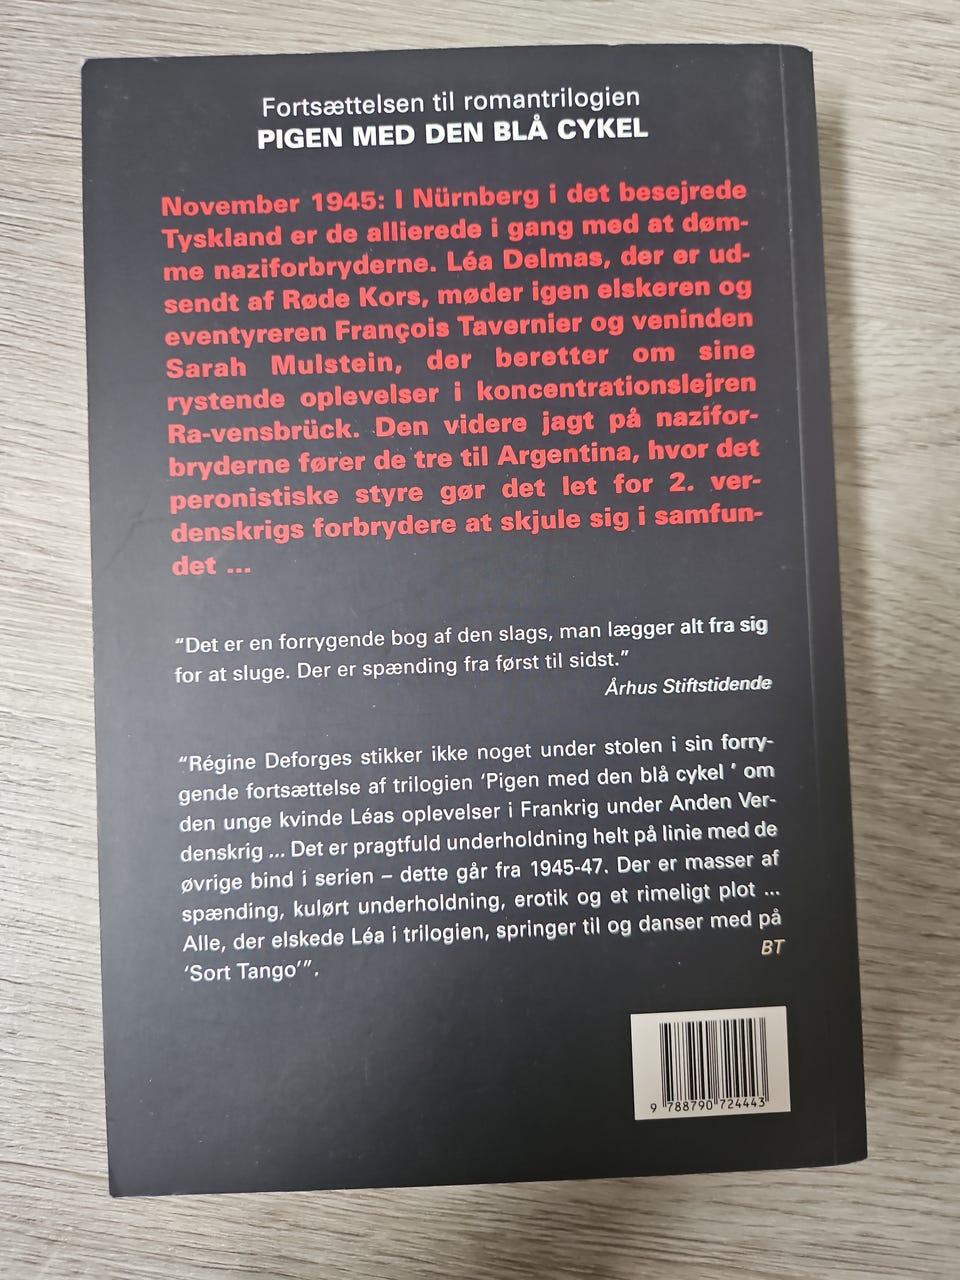 Fortsættelsen til romantrilogien
PIGEN MED DEN BLÅ CYKEL
November 1945: I Nürnberg i det besejrede
Tyskland er de allierede i gang med at døm-
me naziforbryderne. Léa Delmas, der er ud-
sendt af Røde Kors, møder igen elskeren og
eventyreren François Tavernier og veninden
Sarah Mulstein, der beretter om sine
rystende oplevelser i koncentrationslejren
Ra-vensbrück. Den videre jagt på nazifor-
bryderne fører de tre til Argentina, hvor det
peronistiske styre gør det let for 2. ver-
denskrigs forbrydere at skjule sig i samfun-
det ...
“Det er en forrygende bog af den slags, man lægger alt fra sig
for at sluge. Der er spænding fra først til sidst.”
Århus Stiftstidende
“Régine Deforges stikker ikke noget under stolen i sin forry-
gende fortsættelse af trilogien ‘Pigen med den blå cykel ’ om
den unge kvinde Léas oplevelser i Frankrig under Anden Ver-
denskrig ... Det er pragtfuld underholdning helt på linie med de
øvrige bind i serien – dette går fra 1945-47. Der er masser af
spænding, kulørt underholdning, erotik og et rimeligt plot ...
Alle, der elskede Léa i trilogien, springer til og danser med på
‘Sort Tango’”.
BT
9 788790 724443